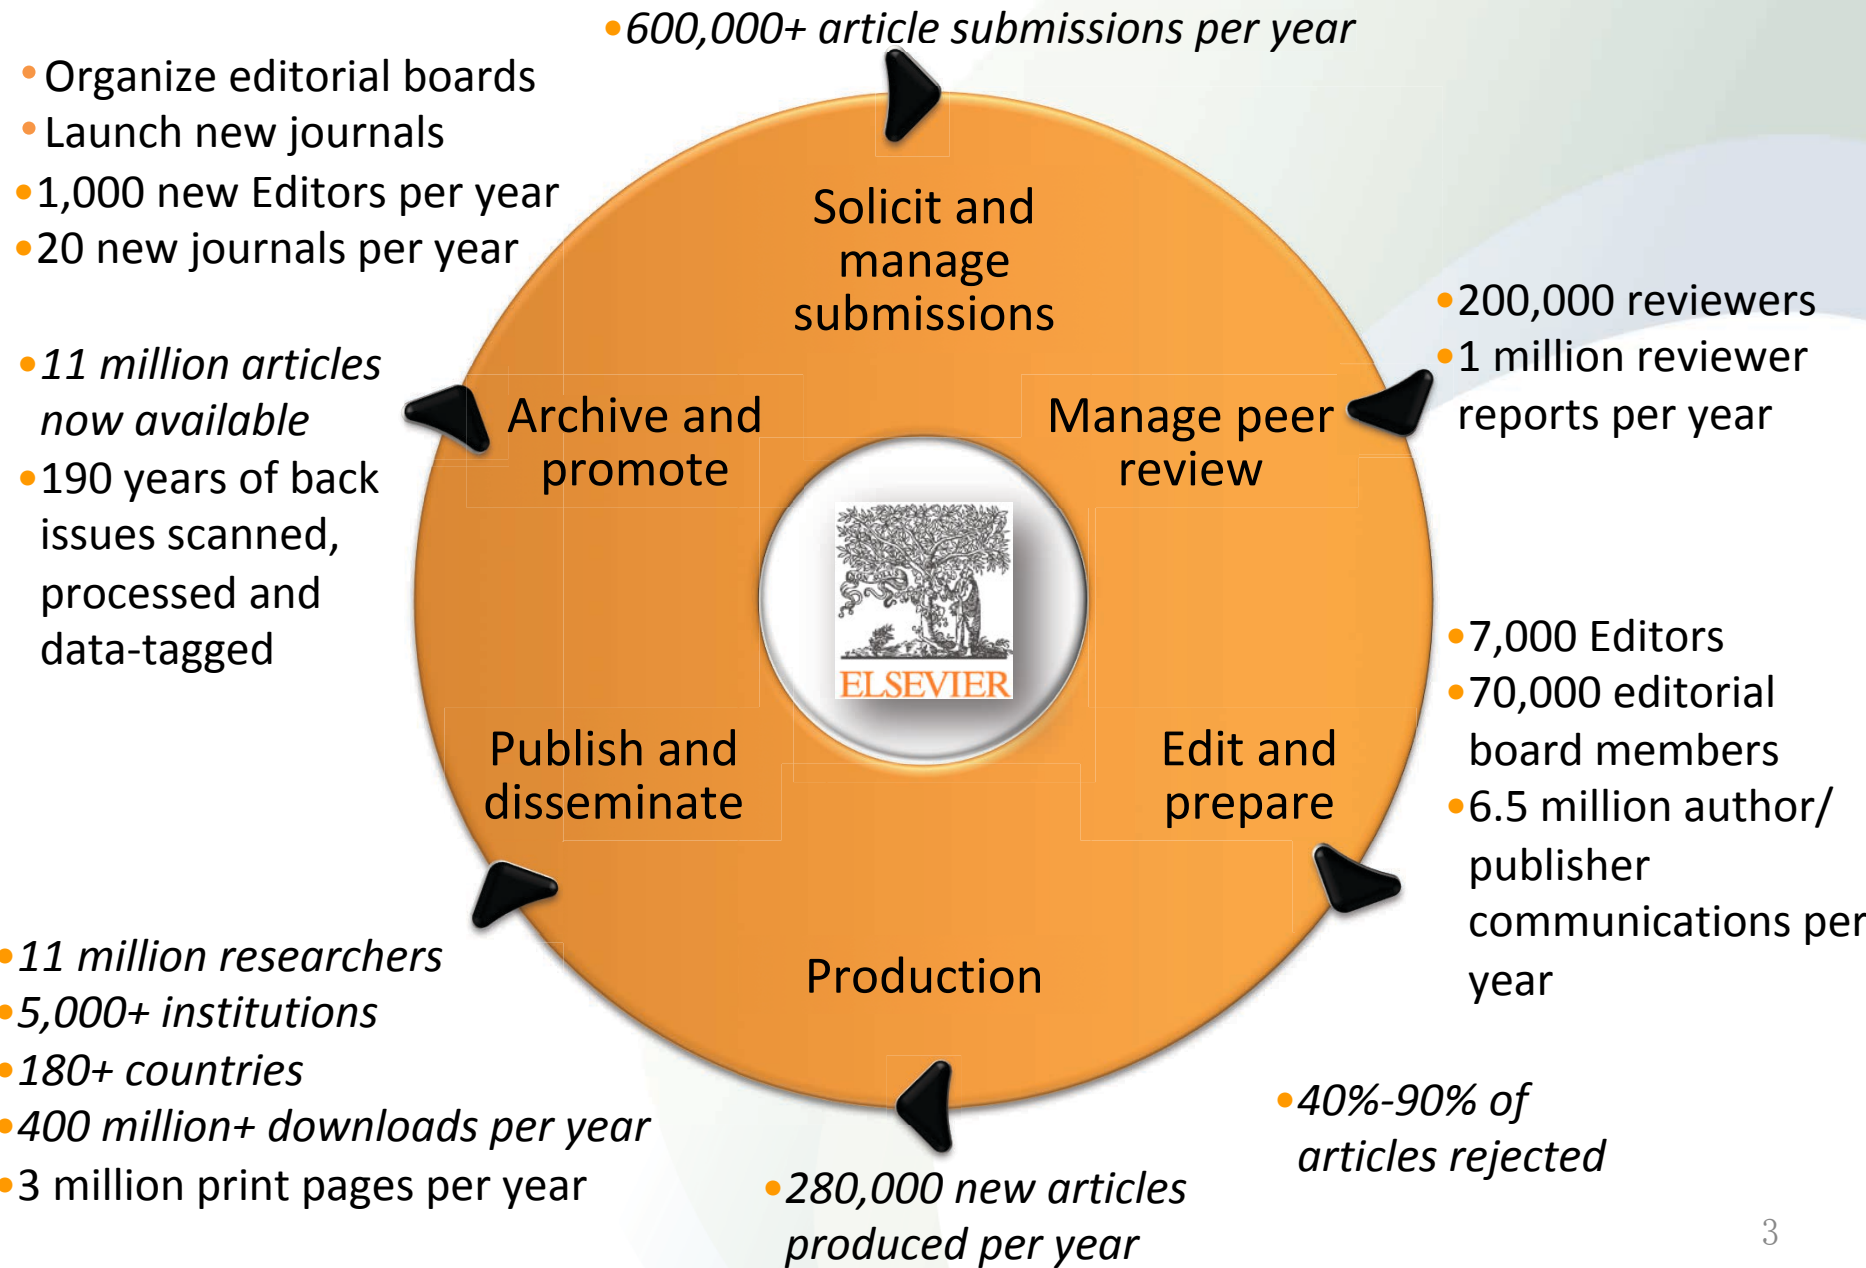 •600,000+ article submissions per year
•Organize editorial boards
•Launch new journals
•1,000 new Editors per year
•20 new journals per year
Solicit and
manage
submissions
•200,000 reviewers
•1 million reviewer
reports per year
•11 million articles
now available
•190 years of back
issues scanned,
processed and
data-tagged
Archive and
promote
Manage peer
review
ELSEVIER
•7,000 Editors
•70,000 editorial
board members
•6.5 million author/
publisher
communications per
year
Publish and
disseminate
Edit and
prepare
Production
•11 million researchers
•5,000+ institutions
•180+ countries
•400 million+ downloads per year
•3 million print pages per year
•40%-90% of
articles rejected
•280,000 new articles
produced per year
3